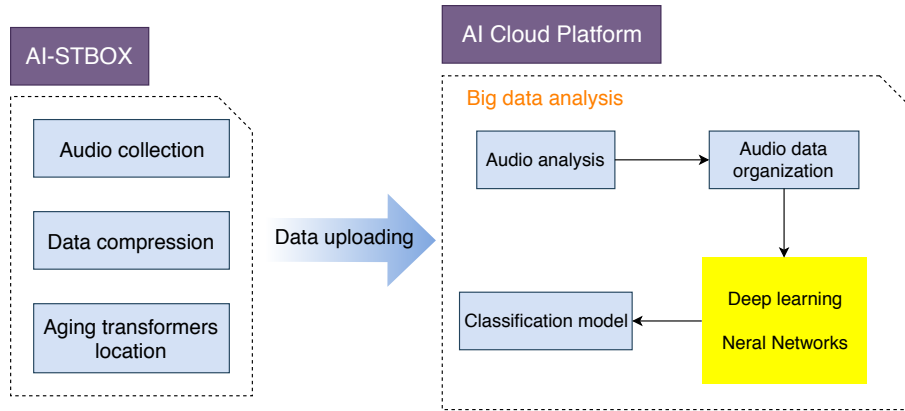 AI-STBOX
Audio collection
Data compression
Aging transformers
location
Data uploading
AI Cloud Platform
Big data analysis
Audio analysis
Audio data
organization
Deep learning
Neral Networks
Classification model